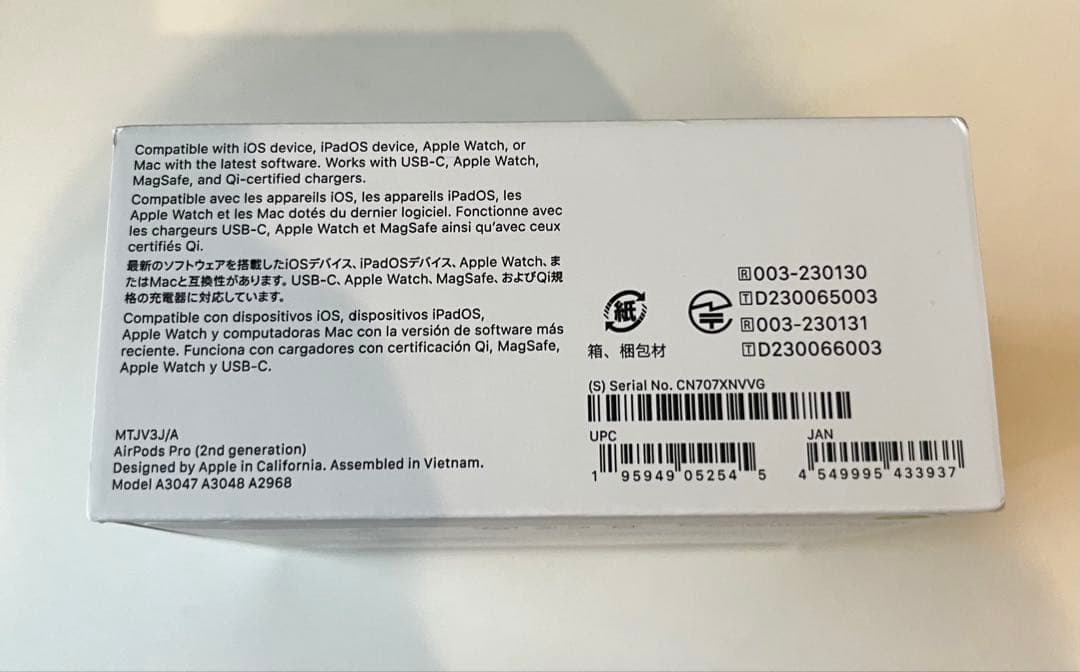 Compatible with iOS device, iPadOS device, Apple Watch, or
Mac with the latest software. Works with USB-C, Apple Watch,
MagSafe, and Qi-certified chargers.
Compatible avec les appareils iOS, les appareils iPadOS, les
Apple Watch et les Mac dotés du dernier logiciel. Fonctionne avec
les chargeurs USB-C, Apple Watch et MagSafe ainsi qu'avec ceux
certifiés Qi.
最新のソフトウェアを搭載したiOSデバイス、iPadOSデバイス、Apple Watch、ま
たはMacと互換性があります。USB-C、Apple Watch、MagSafe、およびQi規
格の充電器に対応しています。
Compatible con dispositivos iOS, dispositivos iPadOS,
Apple Watch y computadoras Mac con la versión de software más
reciente. Funciona con cargadores con certificación Qi, MagSafe,
Apple Watch y USB-C.
MTJV3J/A
AirPods Pro (2nd generation)
Designed by Apple in California. Assembled in Vietnam.
Model A3047 A3048 A2968
紙
箱、梱包材
R 003-230130
T D230065003
R 003-230131
T D230066003
(S) Serial No. CN707XNVVG
UPC
1 95949 05254 5
JAN
4 549995 433937